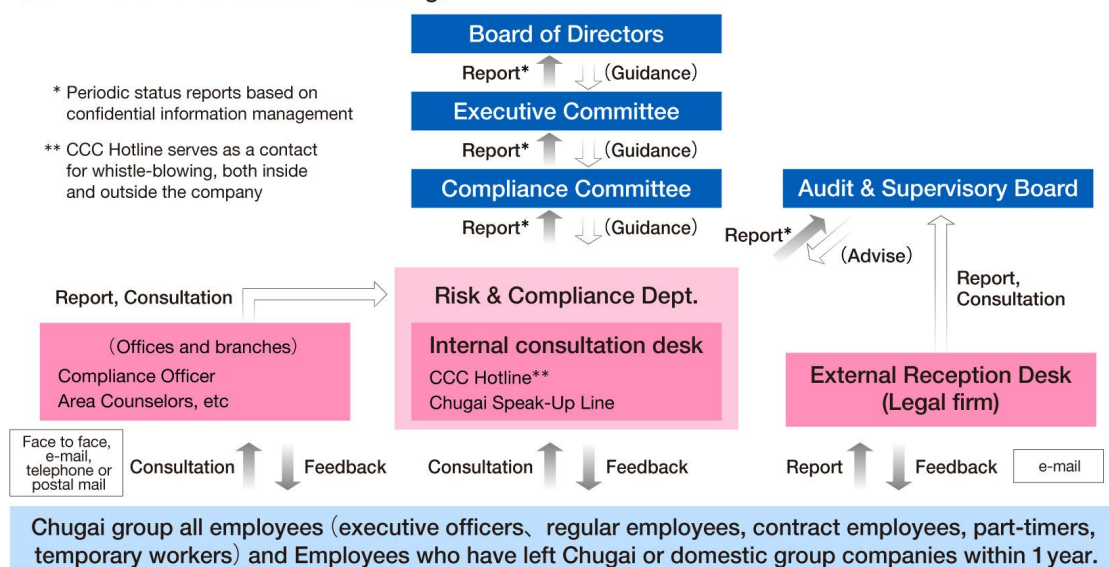 Board of Directors
Report* (Guidance)
* Periodic status reports based on
confidential information management
Executive Committee
** CCC Hotline serves as a contact
for whistle-blowing, both inside
and outside the company
Report* (Guidance)
Compliance Committee
Audit & Supervisory Board
Report* (Guidance)
Report*
(Advise)
Report,
Consultation
Report, Consultation
Risk & Compliance Dept.
(Offices and branches)
Compliance Officer
Area Counselors, etc
Internal consultation desk
CCC Hotline**
Chugai Speak-Up Line
External Reception Desk
(Legal firm)
Face to face,
e-mail,
telephone or
postal mail
Consultation Feedback
Consultation Feedback
Report Feedback
e-mail
Chugai group all employees (executive officers、regular employees, contract employees, part-timers,
temporary workers) and Employees who have left Chugai or domestic group companies within 1 year.